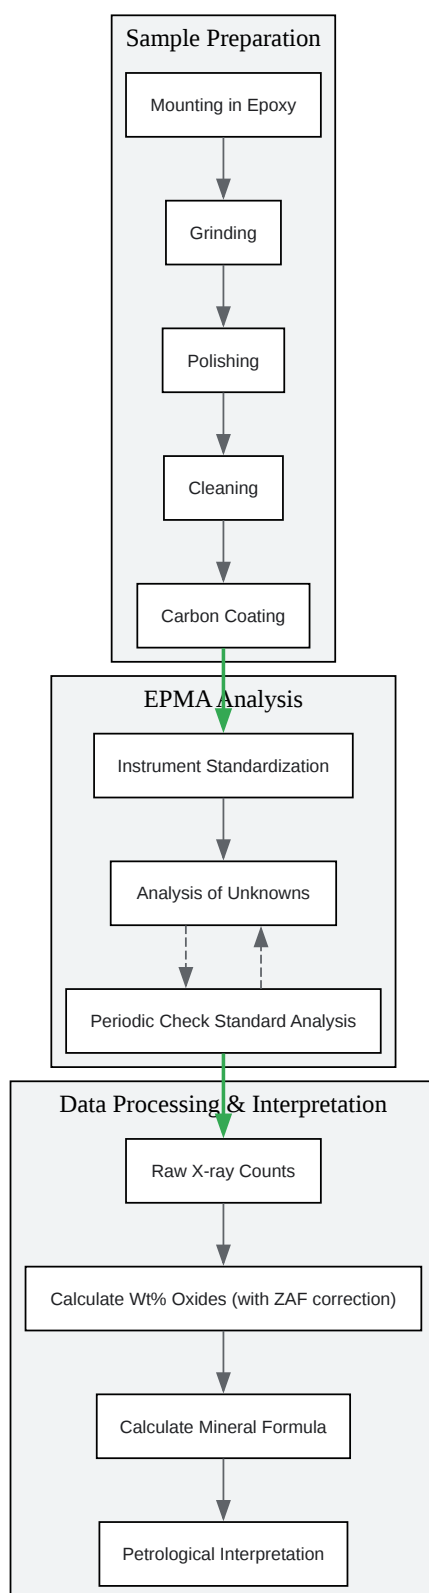 Sample Preparation
Mounting in Epoxy
Grinding
Polishing
Cleaning
Carbon Coating
EPMA Analysis
Instrument Standardization
Analysis of Unknowns
Periodic Check Standard Analysis
Data Processing & Interpretation
Raw X-ray Counts
Calculate Wt% Oxides (with ZAF correction)
Calculate Mineral Formula
Petrological Interpretation